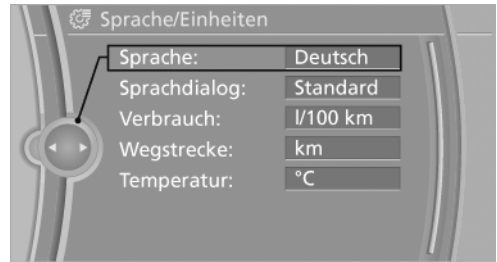 Sprache/Einheiten
Sprache: Deutsch
Sprachdialog: Standard
Verbrauch: l/100 km
Wegstrecke: km
Temperatur: °C